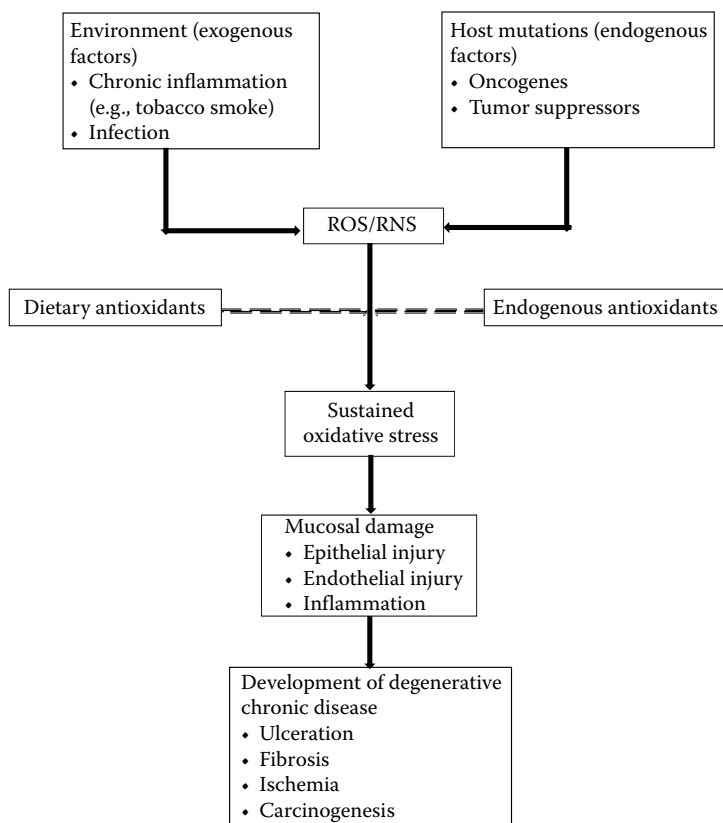 Environment (exogenous
factors)
• Chronic inflammation
(e.g., tobacco smoke)
• Infection
Host mutations (endogenous
factors)
• Oncogenes
• Tumor suppressors
ROS/RNS
Dietary antioxidants
Endogenous antioxidants
Sustained
oxidative stress
Mucosal damage
• Epithelial injury
• Endothelial injury
• Inflammation
Development of degenerative
chronic disease
• Ulceration
• Fibrosis
• Ischemia
• Carcinogenesis